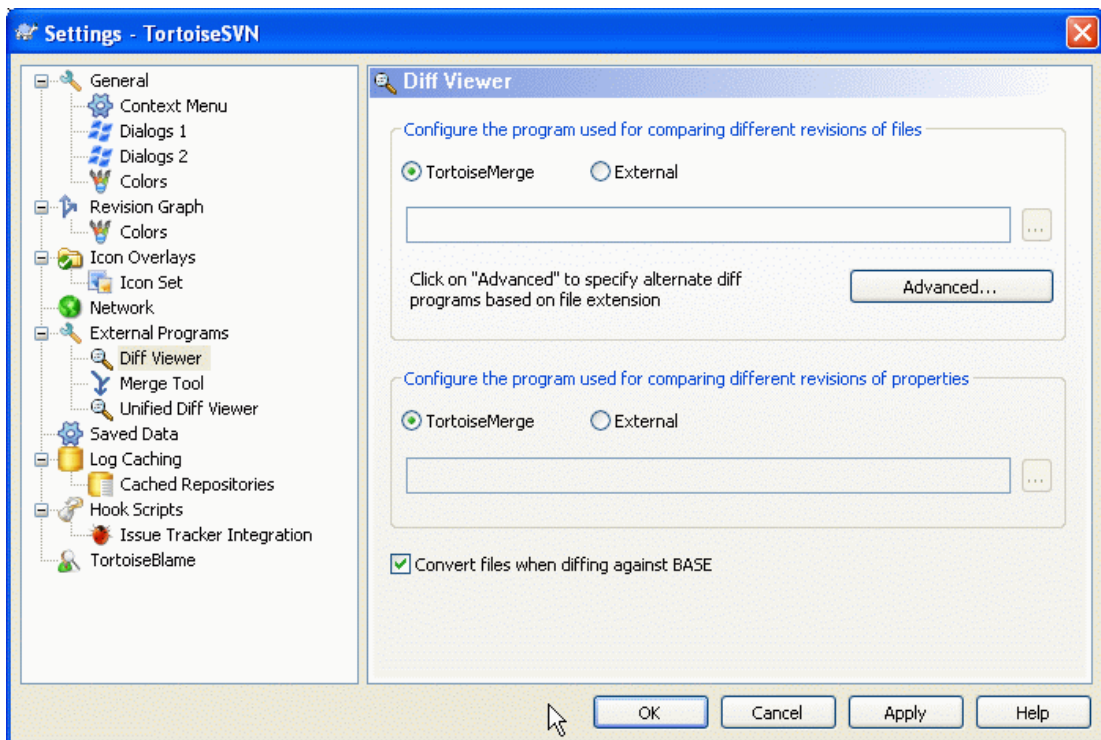 Settings - TortoiseSVN
General
Context Menu
Dialogs 1
Dialogs 2
Colors
Revision Graph
Colors
Icon Overlays
Icon Set
Network
External Programs
Diff Viewer
Merge Tool
Unified Diff Viewer
Saved Data
Log Caching
Cached Repositories
Hook Scripts
Issue Tracker Integration
TortoiseBlame
Diff Viewer
Configure the program used for comparing different revisions of files
TortoiseMerge External
...
Click on "Advanced" to specify alternate diff
programs based on file extension
Advanced...
Configure the program used for comparing different revisions of properties
TortoiseMerge External
...
Convert files when diffing against BASE
OK Cancel Apply Help